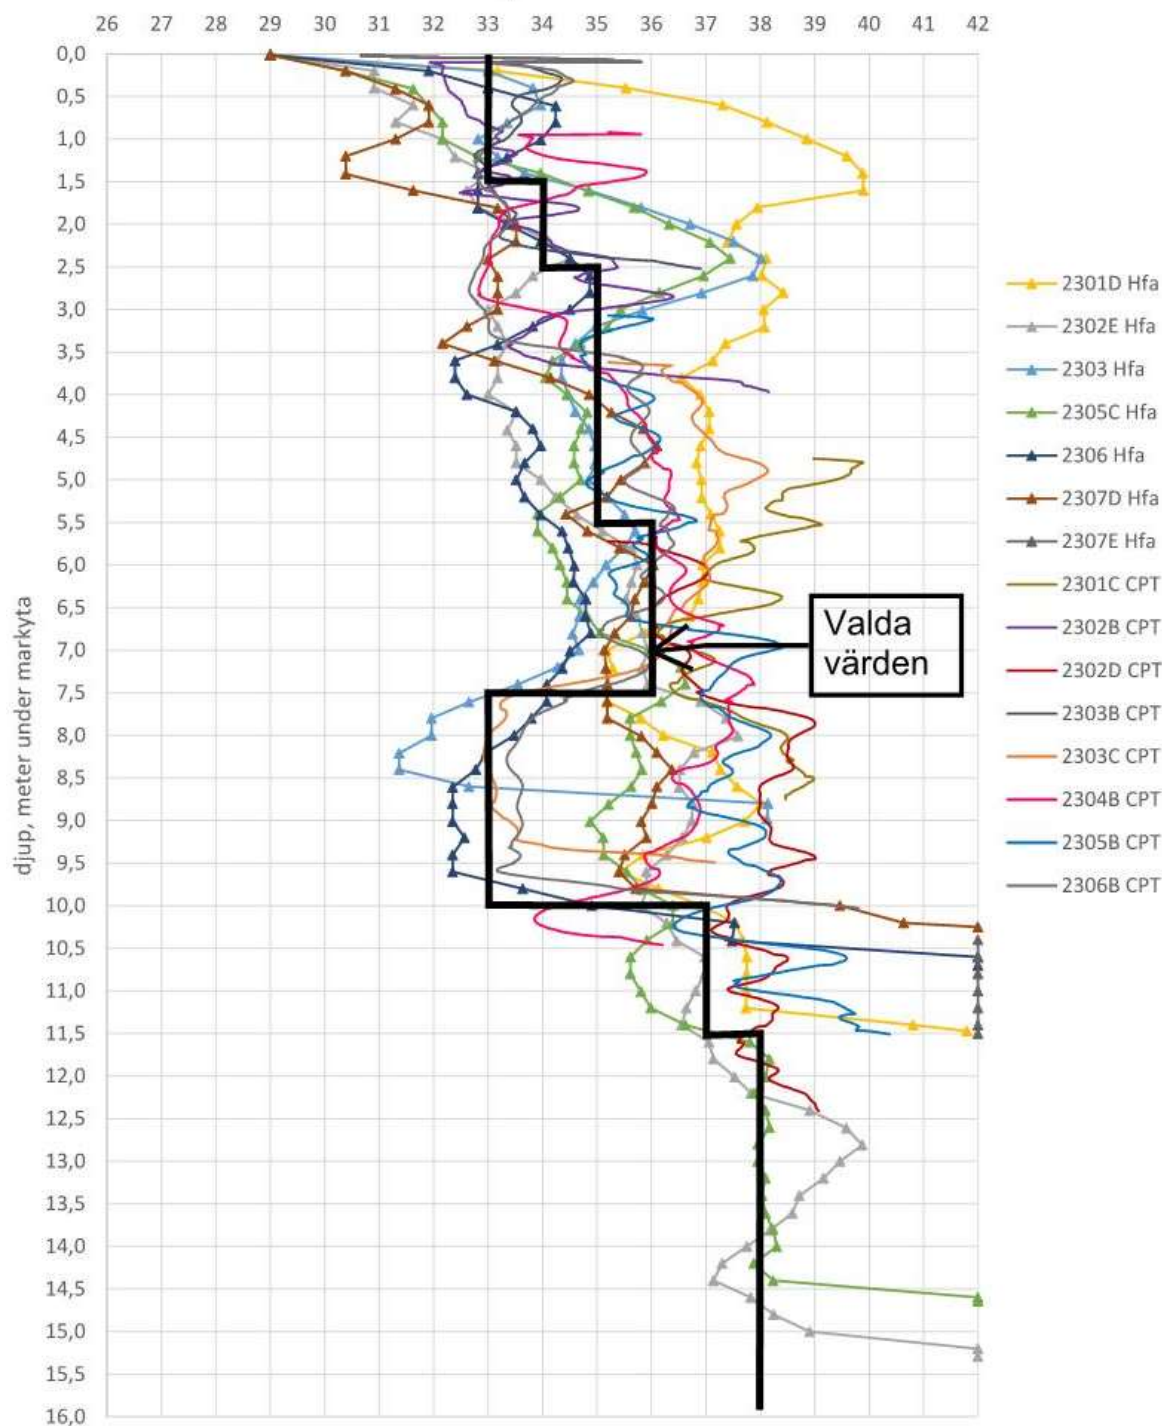 26 27 28 29 30 31 32 33 34 35 36 37 38 39 40 41 42
0,0
0,5
1,0
1,5
2,0
2,5
3,0
3,5
4,0
4,5
5,0
5,5
6,0
6,5
7,0
7,5
8,0
8,5
9,0
9,5
10,0
10,5
11,0
11,5
12,0
12,5
13,0
13,5
14,0
14,5
15,0
15,5
16,0
djup, meter under markyta
Valda
värden
2301D Hfa
2302E Hfa
2303 Hfa
2305C Hfa
2306 Hfa
2307D Hfa
2307E Hfa
2301C CPT
2302B CPT
2302D CPT
2303B CPT
2303C CPT
2304B CPT
2305B CPT
2306B CPT